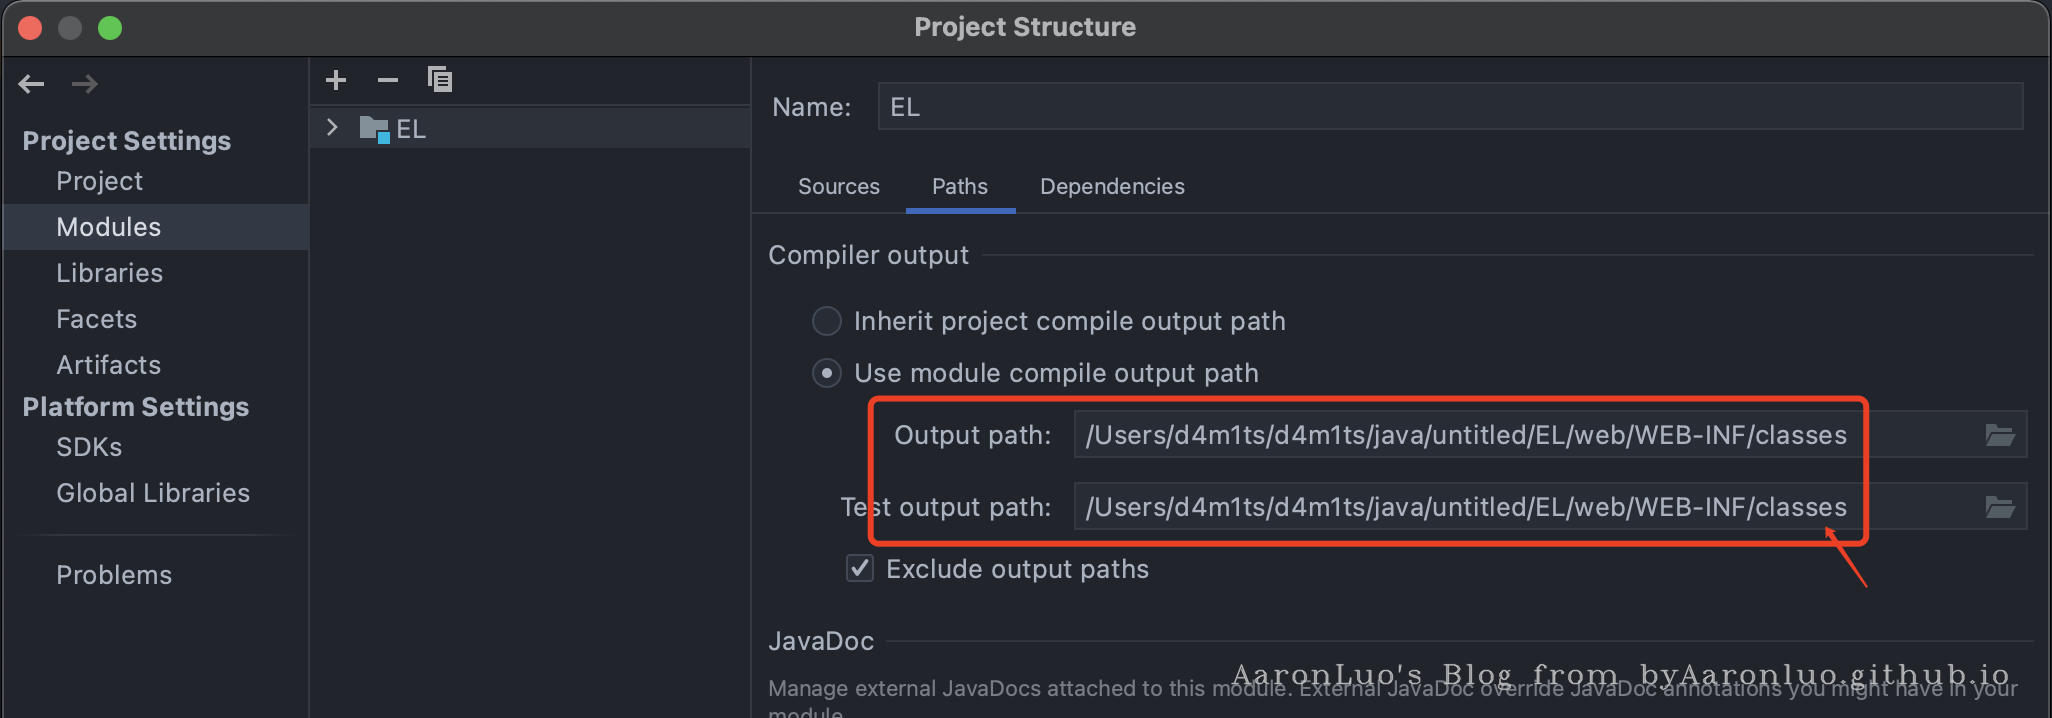 Project Structure
Project Settings
Project
Modules
Libraries
Facets
Artifacts
Platform Settings
SDKs
Global Libraries
Problems
EL
Name: EL
Sources Paths Dependencies
Compiler output
Inherit project compile output path
Use module compile output path
Output path: /Users/d4m1ts/d4m1ts/java/untitled/EL/web/WEB-INF/classes
Test output path: /Users/d4m1ts/d4m1ts/java/untitled/EL/web/WEB-INF/classes
Exclude output paths
JavaDoc
AaronLuo's Blog from byAaronluo.github.io
Manage external JavaDocs attached to this module. External JavaDoc override JavaDoc annotations you might have in your
module.